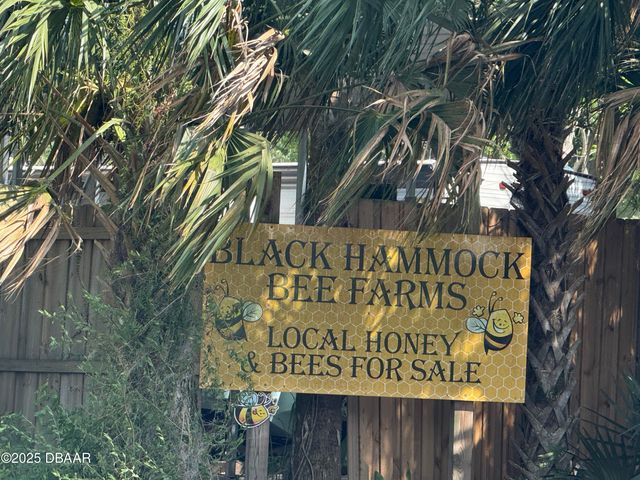 BLACK HAMMOCK
BEE FARMS
LOCAL HONEY
& BEES FOR SALE
©2025 DBAAR